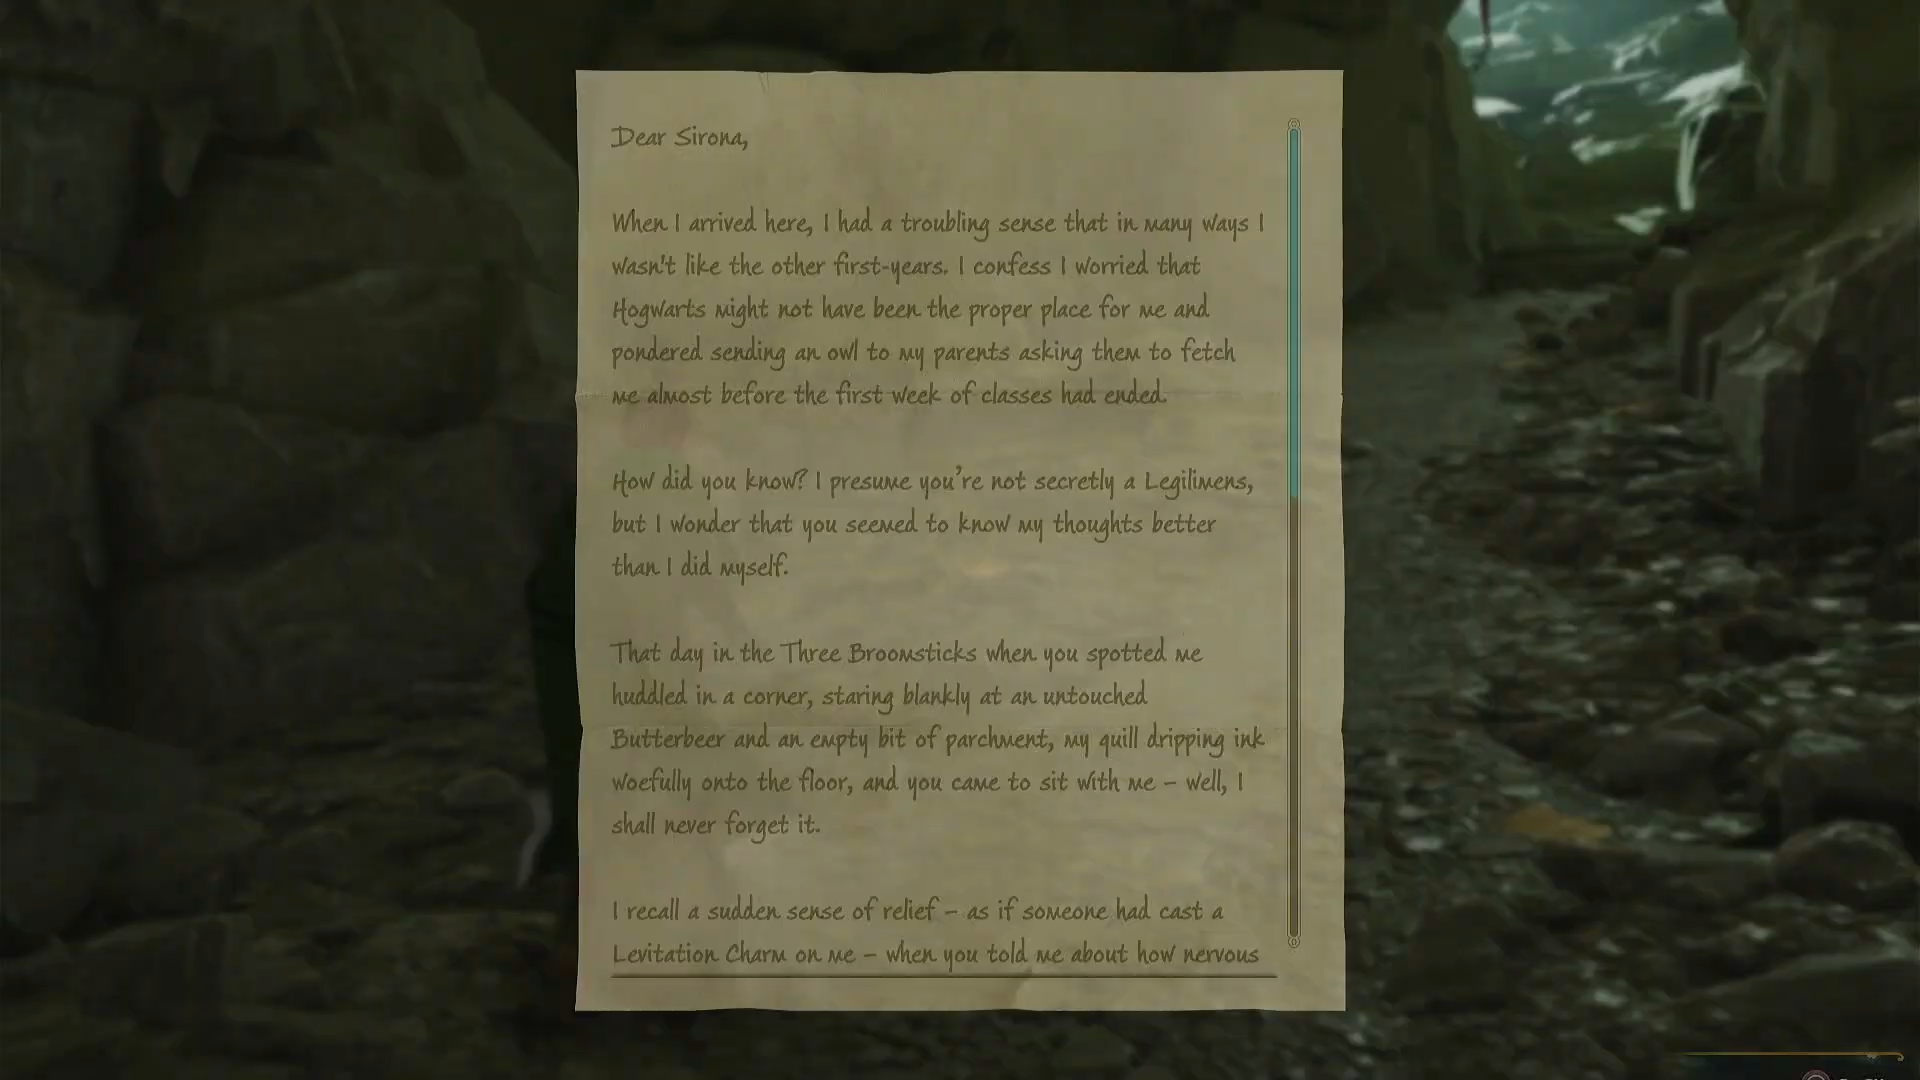 Dear Sirona,
When I arrived here, I had a troubling sense that in many ways I
wasn't like the other first-years. I confess I worried that
Hogwarts might not have been the proper place for me and
pondered sending an owl to my parents asking them to fetch
me almost before the first week of classes had ended.
How did you know? I presume you're not secretly a Legilimens,
but I wonder that you seemed to know my thoughts better
than I did myself.
That day in the Three Broomsticks when you spotted me
huddled in a corner, staring blankly at an untouched
Butterbeer and an empty bit of parchment, my quill dripping ink
woefully onto the floor, and you came to sit with me – well, I
shall never forget it.
I recall a sudden sense of relief – as if someone had cast a
Levitation Charm on me – when you told me about how nervous